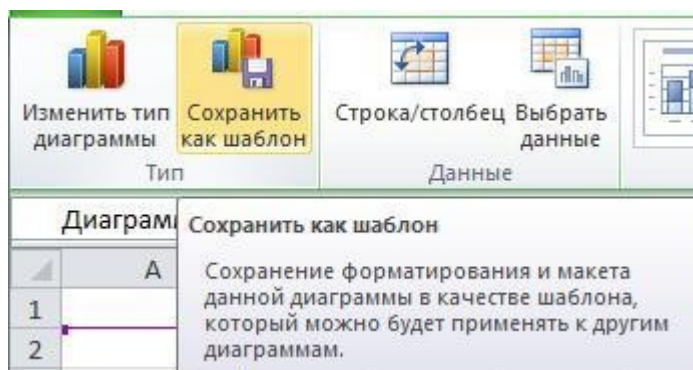 Изменить тип
диаграммы
Сохранить
как шаблон
Строка/столбец
Выбрать
данные
Тип
Данные
Сохранить как шаблон
A
1
2
Сохранение форматирования и макета
данной диаграммы в качестве шаблона,
который можно будет применять к другим
диаграммам.